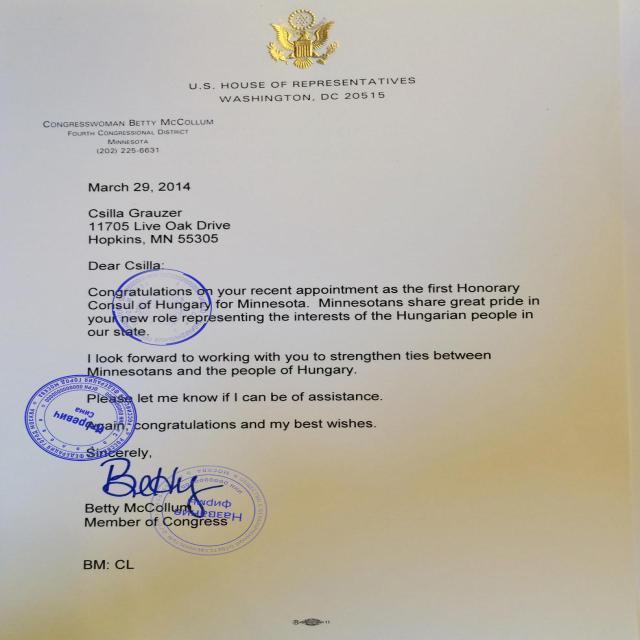 U.S. HOUSE OF REPRESENTATIVES
WASHINGTON, DC 20515
CONGRESSWOMAN BETTY MCCOLLUM
FOURTH CONGRESSIONAL DISTRICT
MINNESOTA
(202) 225-6631
March 29, 2014
Csilla Grauzer
11705 Live Oak Drive
Hopkins, MN 55305
Dear Csilla:
Congratulations on your recent appointment as the first Honorary
Consul of Hungary for Minnesota. Minnesotans share great pride in
your new role representing the interests of the Hungarian people in
our state.
I look forward to working with you to strengthen ties between
Minnesotans and the people of Hungary.
Please let me know if I can be of assistance.
Again, congratulations and my best wishes.
Sincerely,
Betty
Betty McCollum
Member of Congress
Название
фирмы
BM: CL